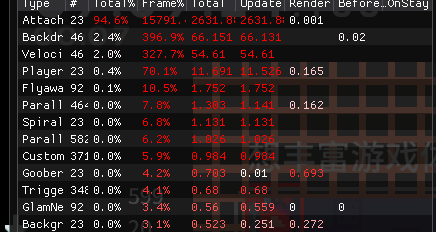 Type # Total% Frame% Total Update Render Before…OnStay
Attach 23 94.6% 15791. 2631.8 2631.8 0.001
Backdr 46 2.4% 396.9% 66.151 66.131 0.02
Veloci 46 2.0% 327.7% 54.61 54.61
Player 23 0.4% 70.1% 11.691 11.526 0.165
Flyawa 92 0.1% 10.5% 1.752 1.752
Parall 464 0.0% 7.8% 1.303 1.141 0.162
Spiral 23 0.0% 6.8% 1.131 1.131
Parall 582 0.0% 6.2% 1.026 1.026
Custom 371 0.0% 5.9% 0.984 0.984
Goober 23 0.0% 4.2% 0.703 0.01 0.693
Trigge 348 0.0% 4.1% 0.68 0.68
GlamNe 92 0.0% 3.4% 0.56 0.559 0 0
Backgr 23 0.0% 3.1% 0.523 0.251 0.272
丰富游戏